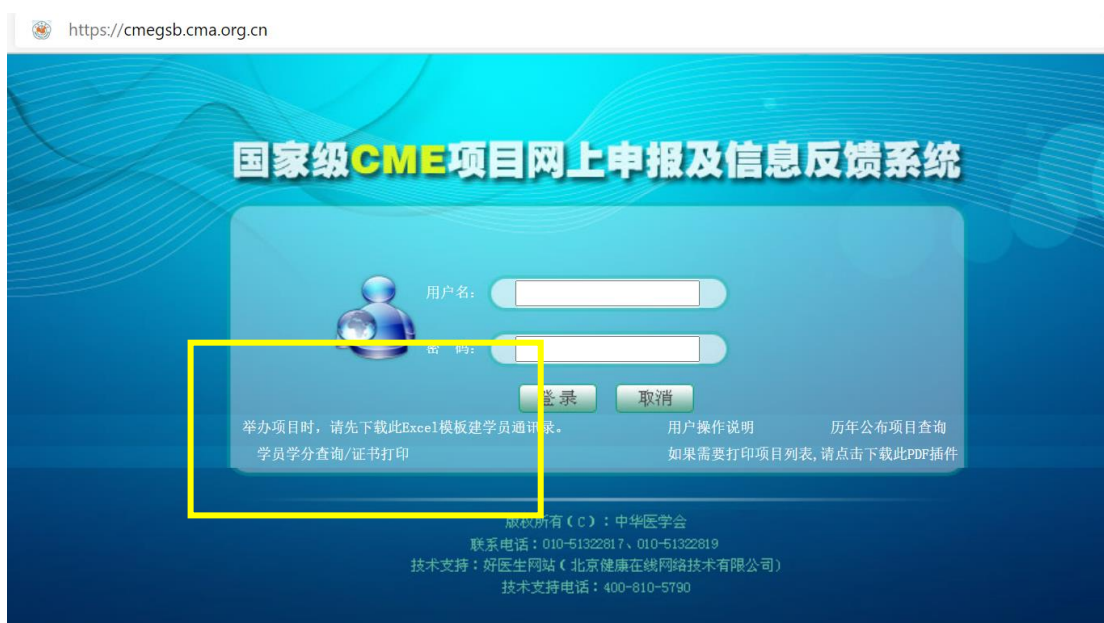 https://cmegsb.cma.org.cn
国家级CME项目网上申报及信息反馈系统
用户名：
密 码：
登录 取消
举办项目时，请先下载此Excel模板建学员通讯录。 用户操作说明 历年公布项目查询
学员学分查询/证书打印 如果需要打印项目列表,请点击下载此PDF插件
版权所有(C)：中华医学会
联系电话：010-51322817、010-51322819
技术支持：好医生网站(北京健康在线网络技术有限公司)
技术支持电话：400-810-5790